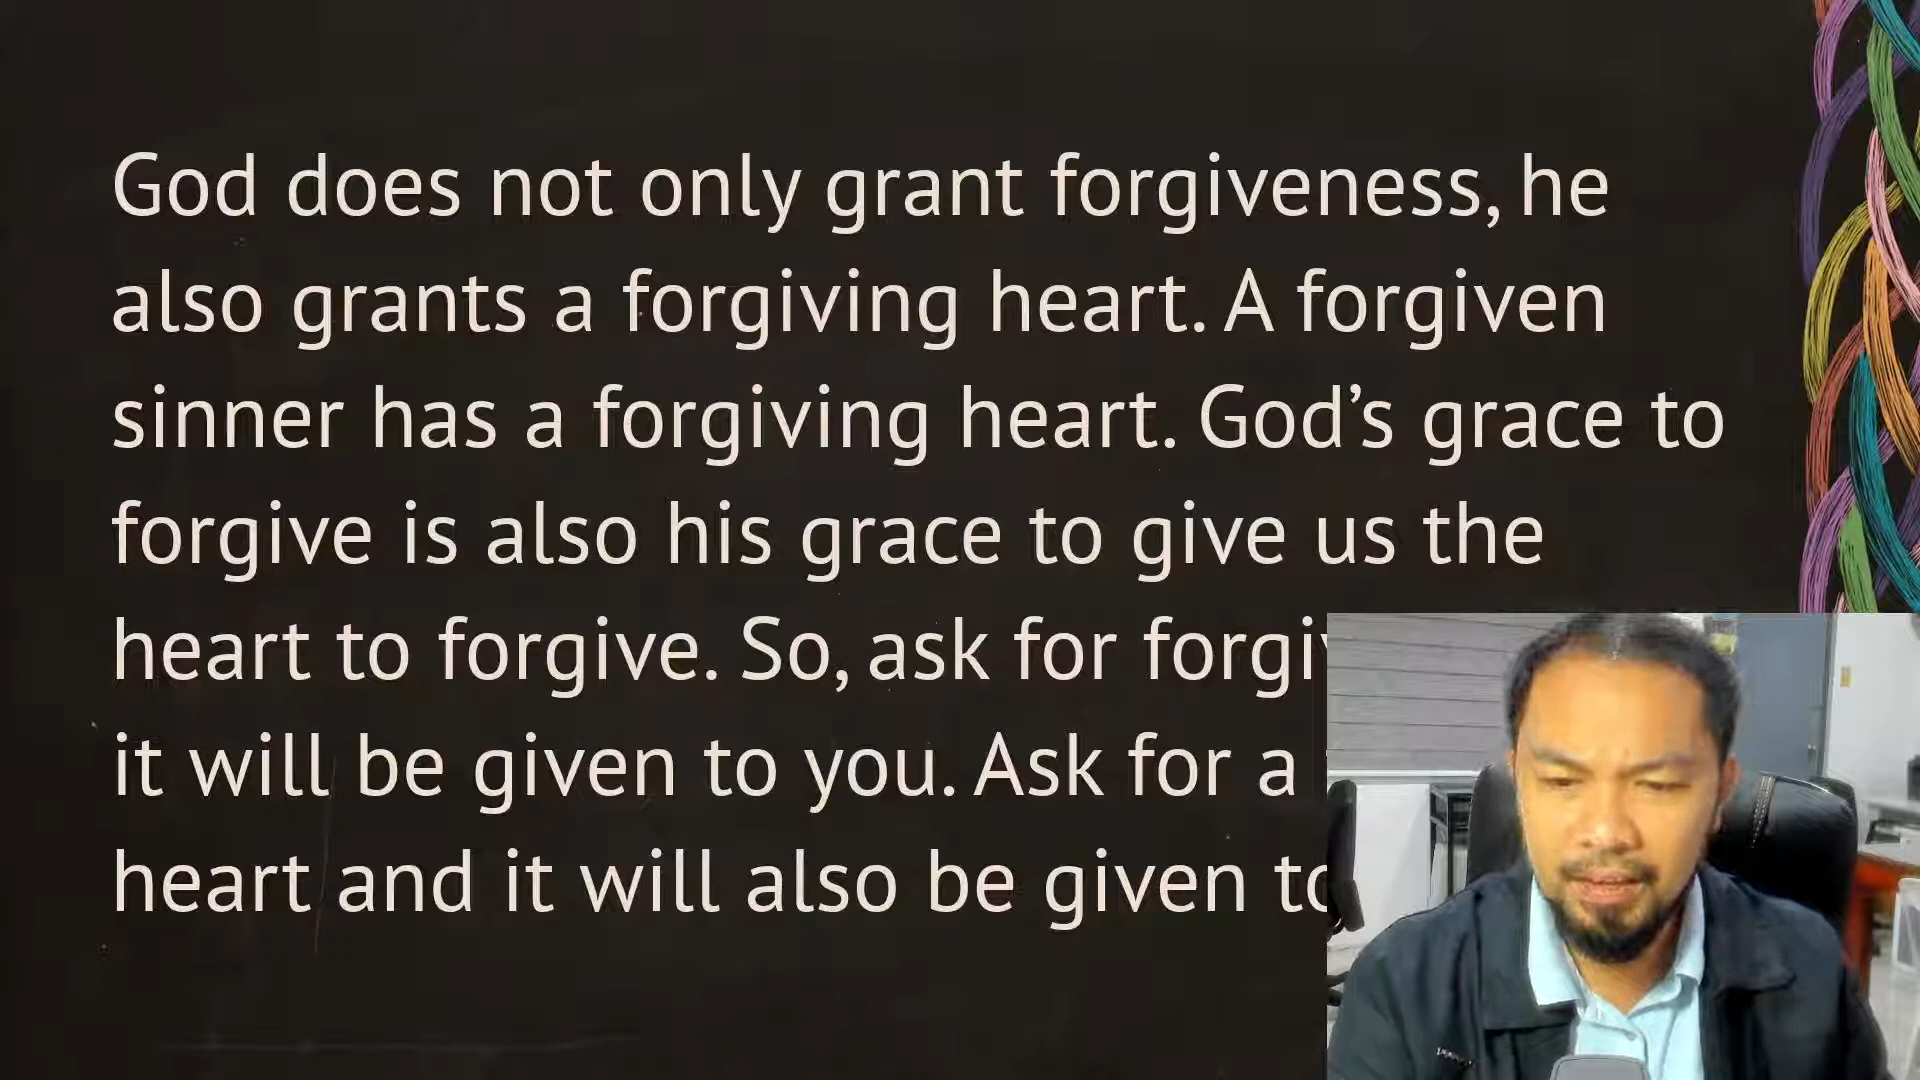 God does not only grant forgiveness, he
also grants a forgiving heart. A forgiven
sinner has a forgiving heart. God’s grace to
forgive is also his grace to give us the
heart to forgive. So, ask for
it will be given to you. Ask for a
heart and it will also be given